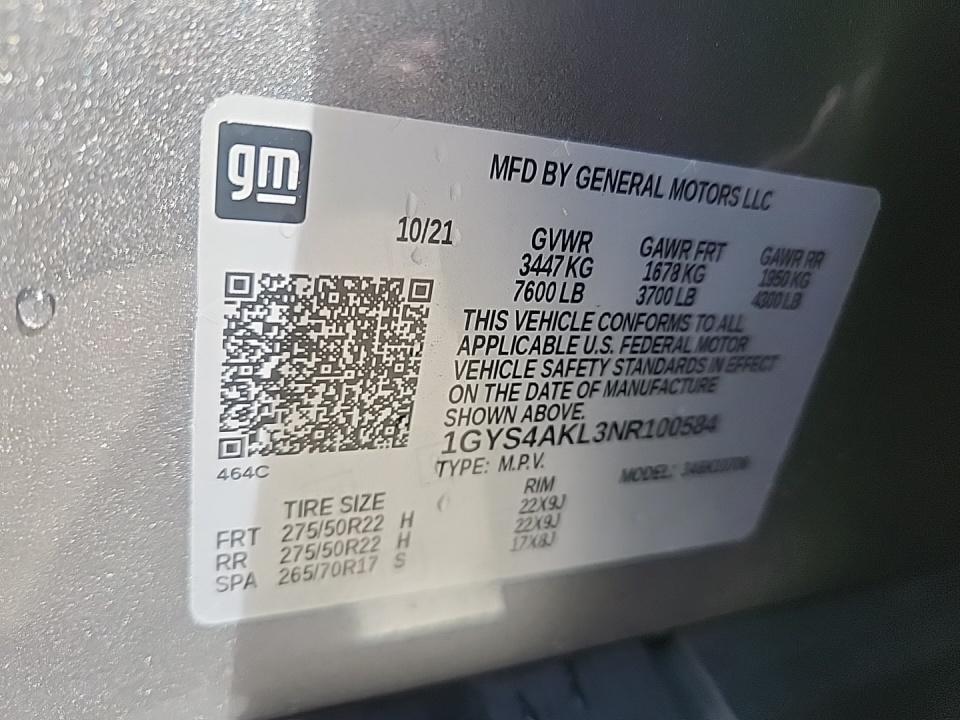 gm
MFD BY GENERAL MOTORS LLC
10/21
GVWR GAWR FRT GAWR RR
3447 KG 1678 KG 1950 KG
7600 LB 3700 LB 4300 LB
THIS VEHICLE CONFORMS TO ALL
APPLICABLE U.S. FEDERAL MOTOR
VEHICLE SAFETY STANDARDS IN EFFECT
ON THE DATE OF MANUFACTURE
SHOWN ABOVE.
1GYS4AKL3NR100584
464C
TYPE: M.P.V. MODEL:
TIRE SIZE RIM
FRT 275/50R22 H 22X9J
RR 275/50R22 H 22X9J
SPA 265/70R17 S 17X8J